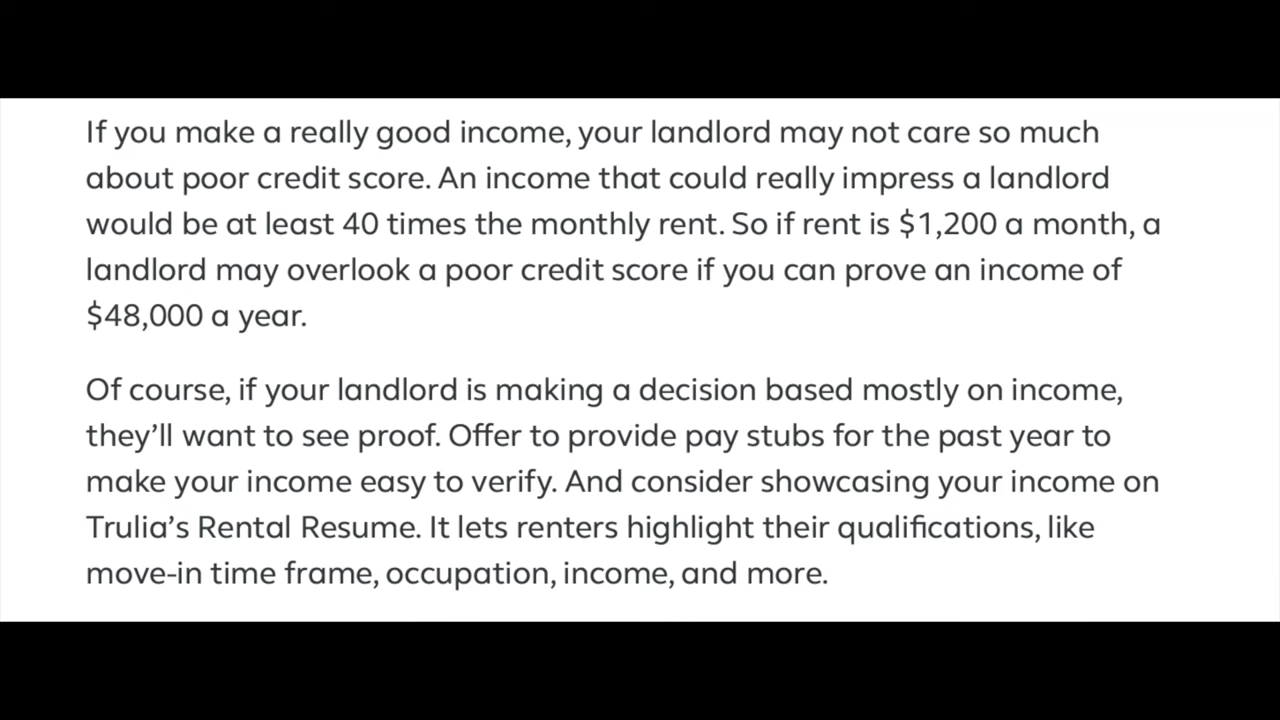 If you make a really good income, your landlord may not care so much
about poor credit score. An income that could really impress a landlord
would be at least 40 times the monthly rent. So if rent is $1,200 a month, a
landlord may overlook a poor credit score if you can prove an income of
$48,000 a year.
Of course, if your landlord is making a decision based mostly on income,
they’ll want to see proof. Offer to provide pay stubs for the past year to
make your income easy to verify. And consider showcasing your income on
Trulia’s Rental Resume. It lets renters highlight their qualifications, like
move-in time frame, occupation, income, and more.